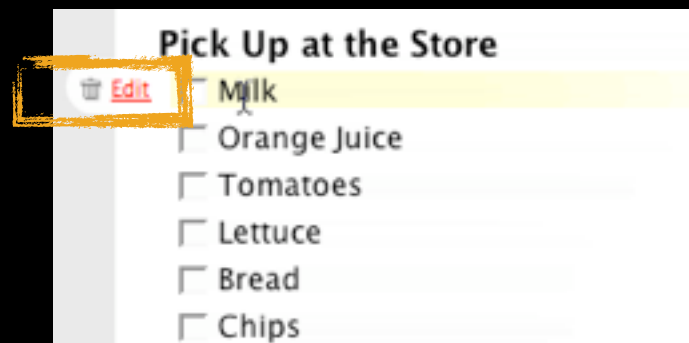 Pick Up at the Store
Edit Milk
Orange Juice
Tomatoes
Lettuce
Bread
Chips